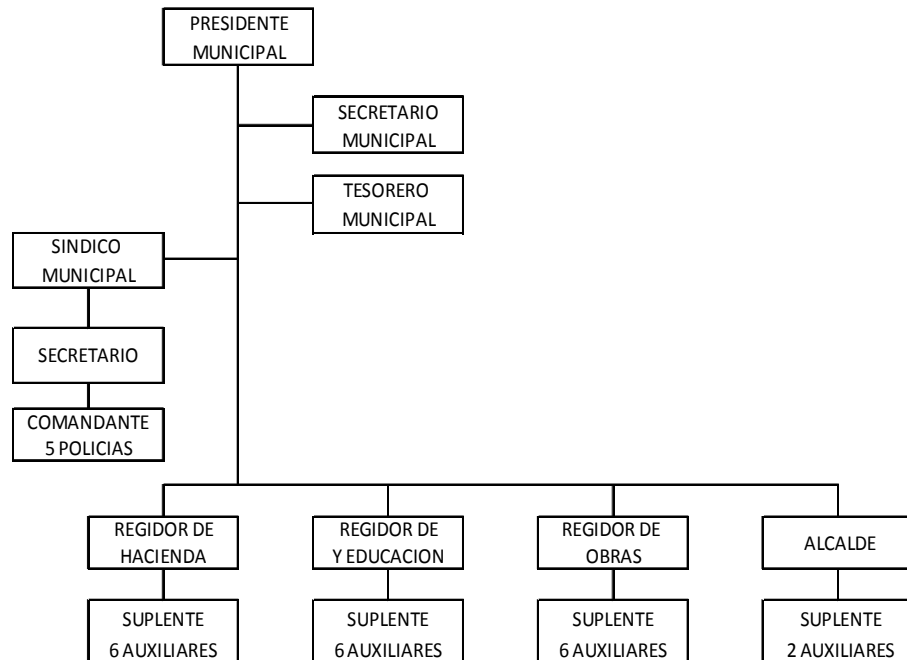 PRESIDENTE
MUNICIPAL
SECRETARIO
MUNICIPAL
TESORERO
MUNICIPAL
SINDICO
MUNICIPAL
SECRETARIO
COMANDANTE
5 POLICIAS
REGIDOR DE
HACIENDA
REGIDOR DE
Y EDUCACION
REGIDOR DE
OBRAS
ALCALDE
SUPLENTE
6 AUXILIARES
SUPLENTE
6 AUXILIARES
SUPLENTE
6 AUXILIARES
SUPLENTE
2 AUXILIARES